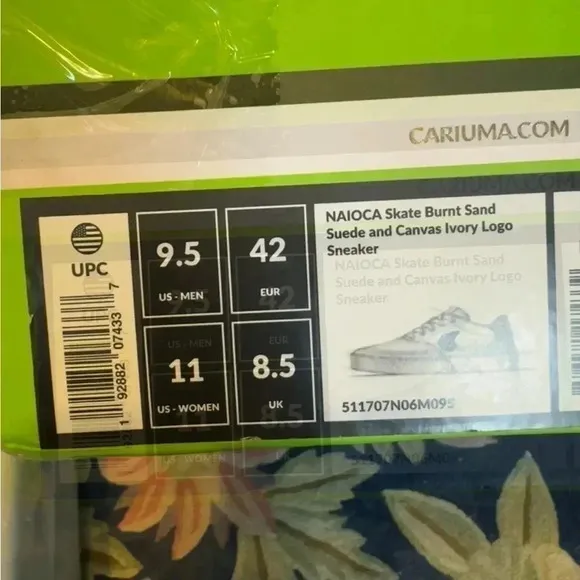 CARIUMA.COM
UPC
92882 07433 7
9.5
US - MEN
42
EUR
11
US - WOMEN
8.5
UK
NAIOCA Skate Burnt Sand
Suede and Canvas Ivory Logo
Sneaker
NAIOCA Skate Burnt Sand
Suede and Canvas Ivory Logo
Sneaker
511707N06M095